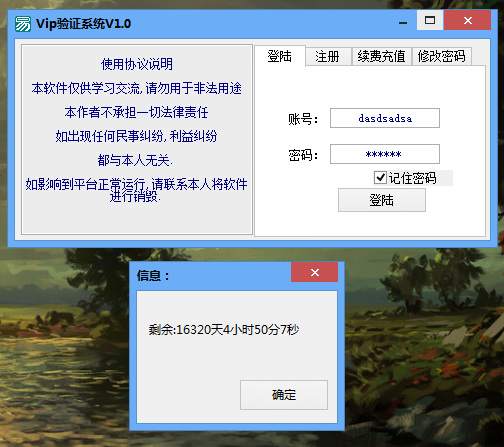 Vip验证系统V1.0
使用协议说明
本软件仅供学习交流,请勿用于非法用途
本作者不承担一切法律责任
如出现任何民事纠纷,利益纠纷
都与本人无关.
如影响到平台正常运行,请联系本人将软件
进行销毁.
登陆 注册 续费充值 修改密码
账号： dasdsadsa
密码： ******
记住密码
登陆
信息：
剩余:16320天4小时50分7秒
确定